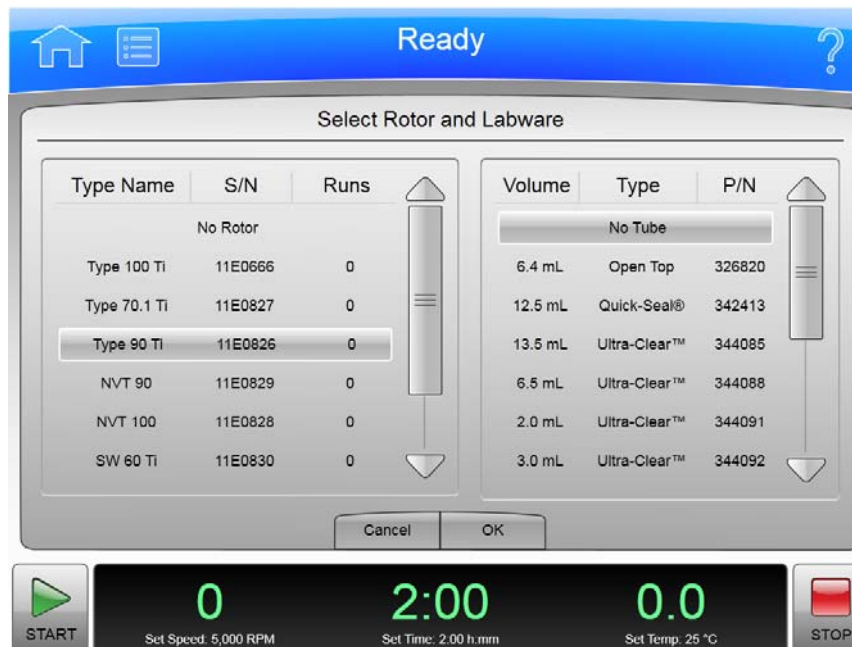 Ready
Select Rotor and Labware
Type Name S/N Runs
No Rotor
Type 100 Ti 11E0666 0
Type 70.1 Ti 11E0827 0
Type 90 Ti 11E0826 0
NVT 90 11E0829 0
NVT 100 11E0828 0
SW 60 Ti 11E0830 0
Volume Type P/N
No Tube
6.4 mL Open Top 326820
12.5 mL Quick-Seal® 342413
13.5 mL Ultra-Clear™ 344085
6.5 mL Ultra-Clear™ 344088
2.0 mL Ultra-Clear™ 344091
3.0 mL Ultra-Clear™ 344092
Cancel OK
START
0
Set Speed: 5,000 RPM
2:00
Set Time: 2:00 h:mm
0.0
Set Temp: 25 °C
STOP